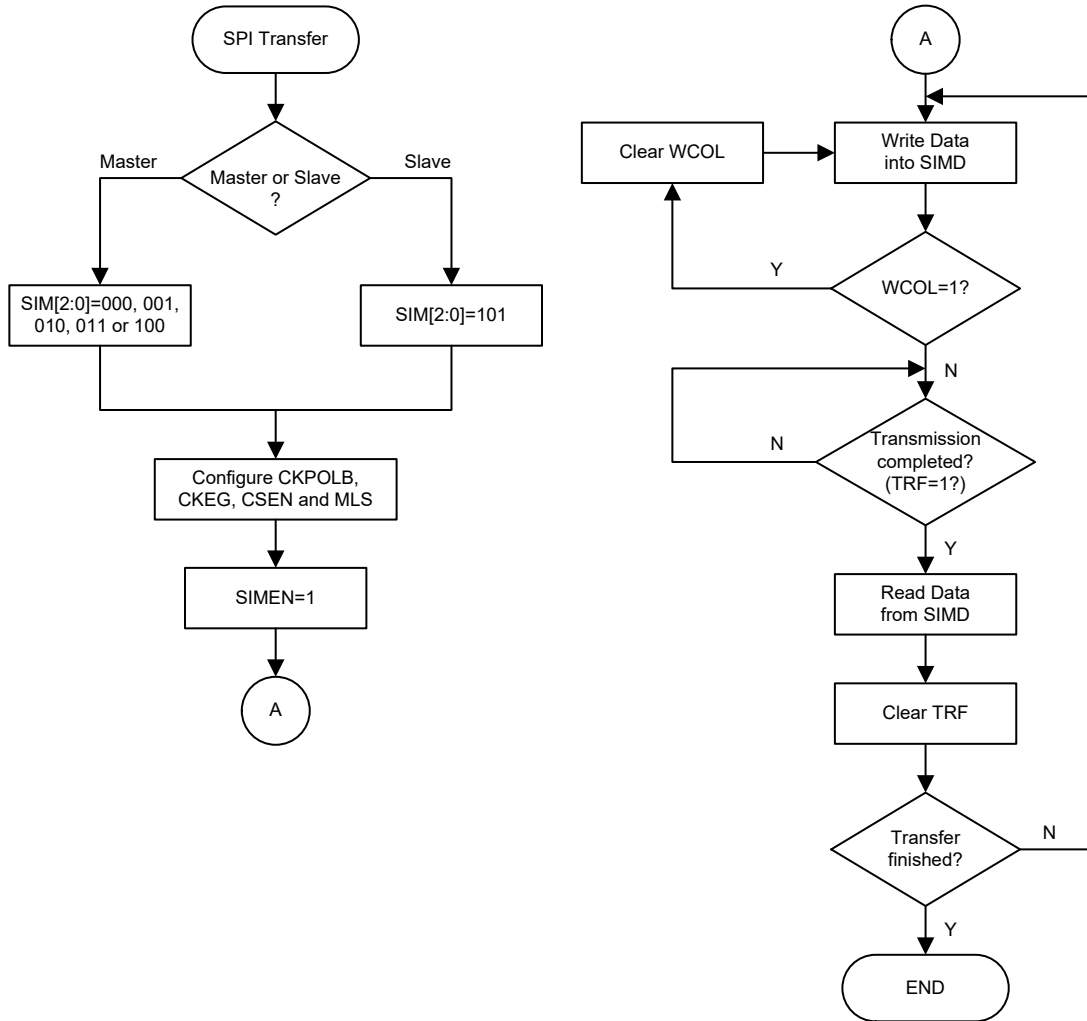 SPI Transfer
Master
Slave
Master or Slave
?
SIM[2:0]=000, 001,
010, 011 or 100
SIM[2:0]=101
Configure CKPOLB,
CKEG, CSEN and MLS
SIMEN=1
A
A
Clear WCOL
Write Data
into SIMD
Y
WCOL=1?
N
N
Transmission
completed?
(TRF=1?)
Y
Read Data
from SIMD
Clear TRF
Transfer
finished?
N
Y
END